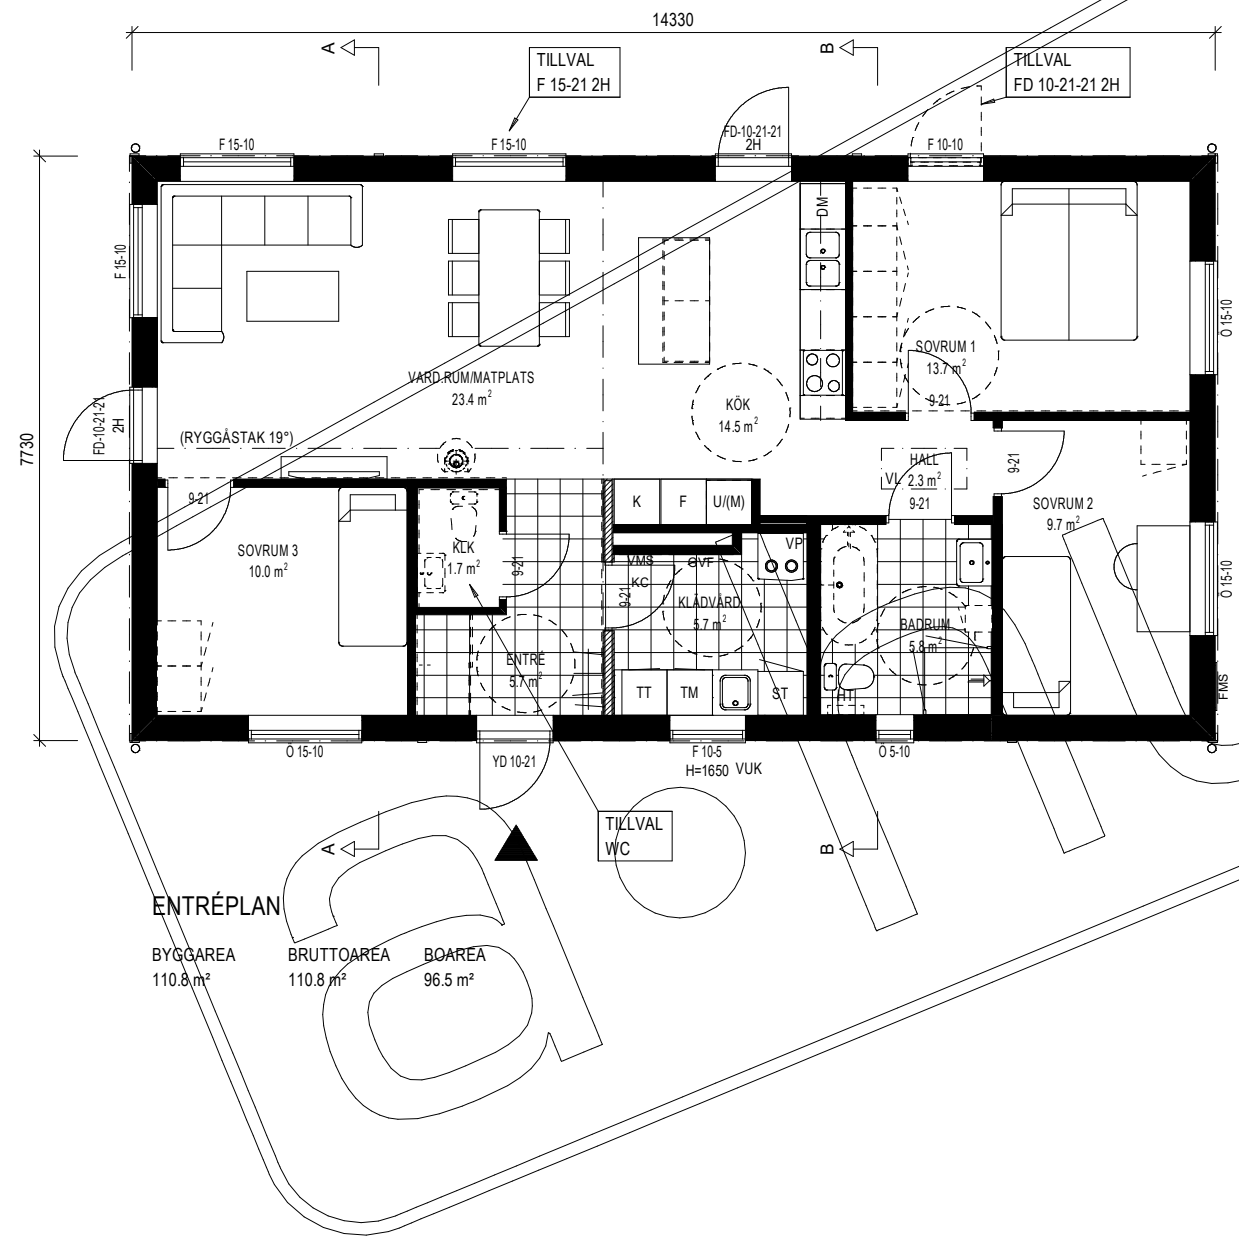 14330
A
B
TILLVAL
F 15-21 2H
TILLVAL
FD 10-21-21 2H
F 15-10
F 15-10
FD-10-21-21
2H
F 10-10
F 15-10
DM
Ö 15-10
SOVRUM 1
13.7 m²
9-21
VARD.RUM/MATPLATS
23.4 m²
KÖK
14.5 m²
FD-10-21-21
2H
7730
(RYGGÅSTAK 19°)
HALL
VL 2.3 m²
9-21
9-21
9-21
K
F
U/(M)
SOVRUM 2
9.7 m²
SOVRUM 3
10.0 m²
KLK
1.7 m²
9-21
VMS
KC
GVF
VP
9-21
KLÄDVÅRD
5.7 m²
BADRUM
5.8 m²
Ö 15-10
ENTRÉ
5.7 m²
TT
TM
ST
HT
FMS
Ö 15-10
YD 10-21
F 10-5
H=1650
VUK
Ö 5-10
TILLVAL
WC
A
B
ENTRÉPLAN
BYGGAREA
110.8 m²
BRUTTOAREA
110.8 m²
BOAREA
96.5 m²
a